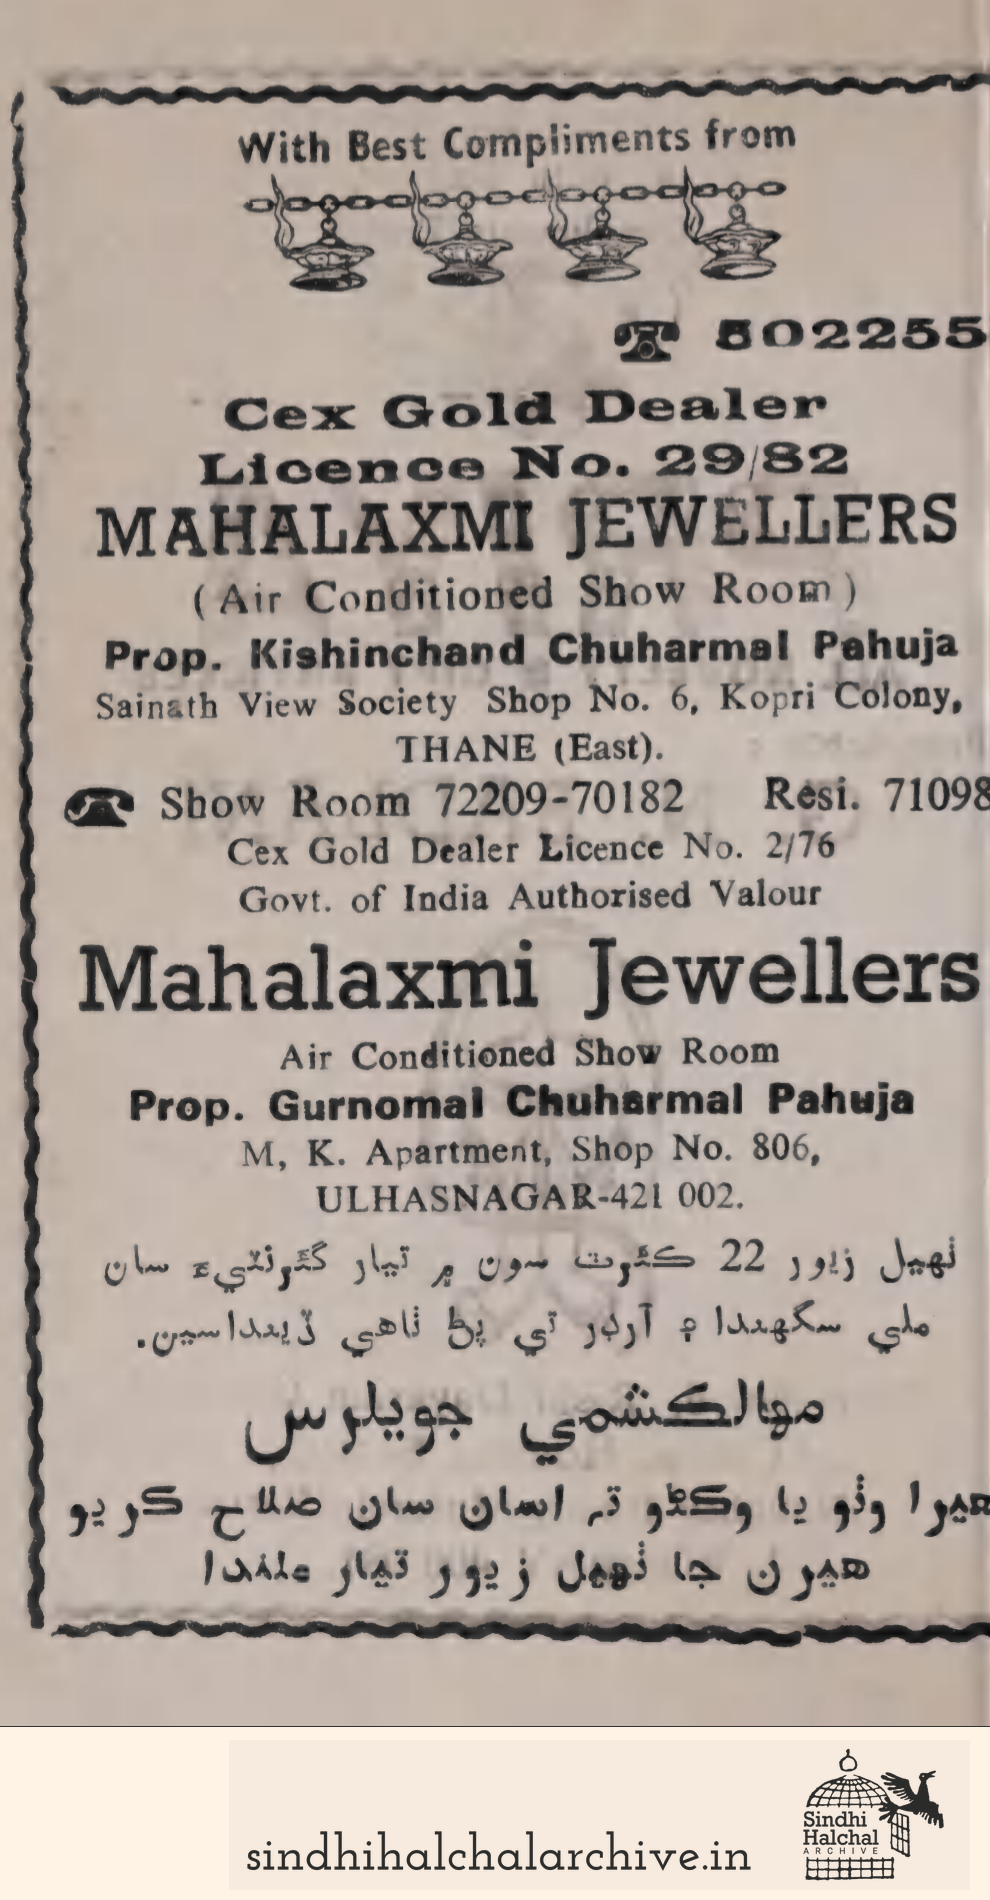 With Best Compliments from
☎ 502255
Cex Gold Dealer
Licence No. 29/82
MAHALAXMI JEWELLERS
(Air Conditioned Show Room)
Prop. Kishinchand Chuharmal Pahuja
Sainath View Society Shop No. 6, Kopri Colony,
THANE (East).
☎ Show Room 72209-70182 Resi. 71098
Cex Gold Dealer Licence No. 2/76
Govt. of India Authorised Valour
Mahalaxmi Jewellers
Air Conditioned Show Room
Prop. Gurnomal Chuharmal Pahuja
M, K. Apartment, Shop No. 806,
ULHASNAGAR-421 002.
ٺهيل زيور 22 ڪئرٽ سون ۾ تيار گئرنٽيءَ سان
ملي سگهندا ۽ آرڊر تي پڻ ٺاهي ڏينداسين.
مهالڪشمي جويلرس
هيرا وٺو يا وڪڻو تہ اسان سان صلاح ڪريو
هيرن جا ٺهيل زيور تيار ملندا
sindhihalchalarchive.in
Sindhi
Halchal
ARCHIVE